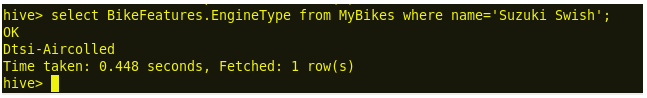 hive> select BikeFeatures.EngineType from MyBikes where name='Suzuki Swish';
OK
Dtsi-Aircolled
Time taken: 0.448 seconds, Fetched: 1 row(s)
hive>